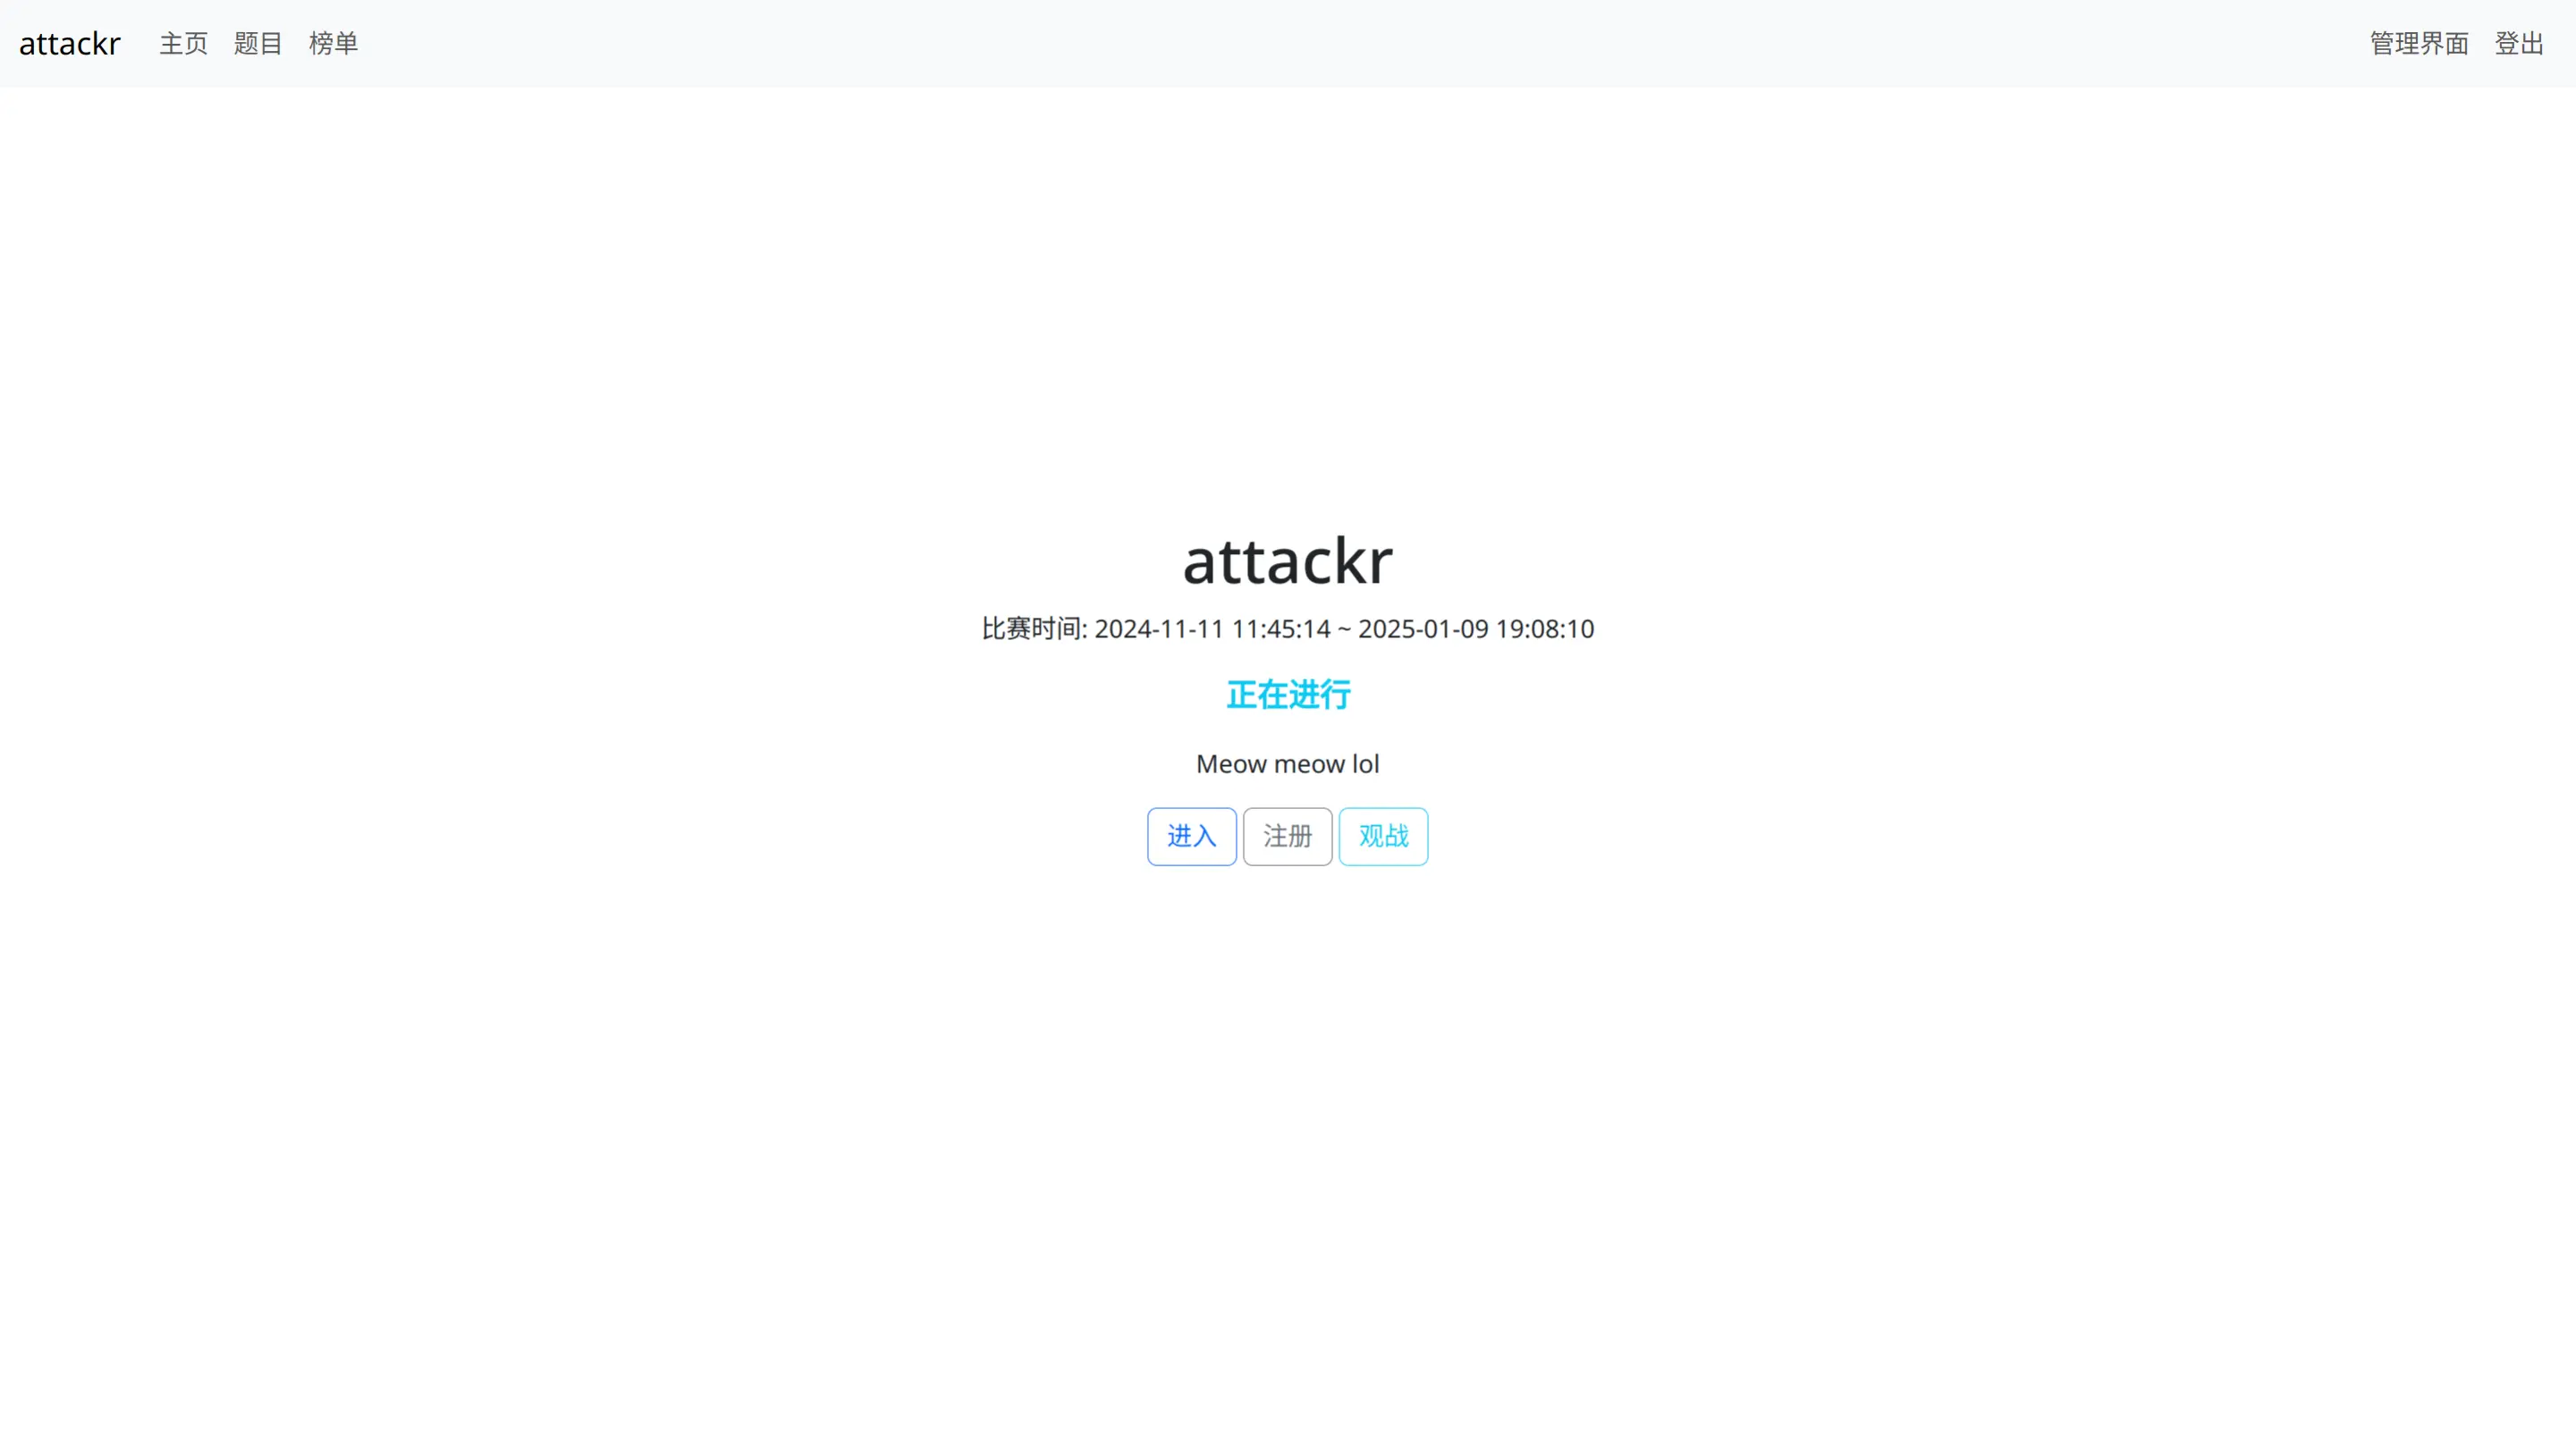 attackr 主页 题目 榜单 管理界面 登出
attackr
比赛时间: 2024-11-11 11:45:14 ~ 2025-01-09 19:08:10
正在进行
Meow meow lol
进入 注册 观战